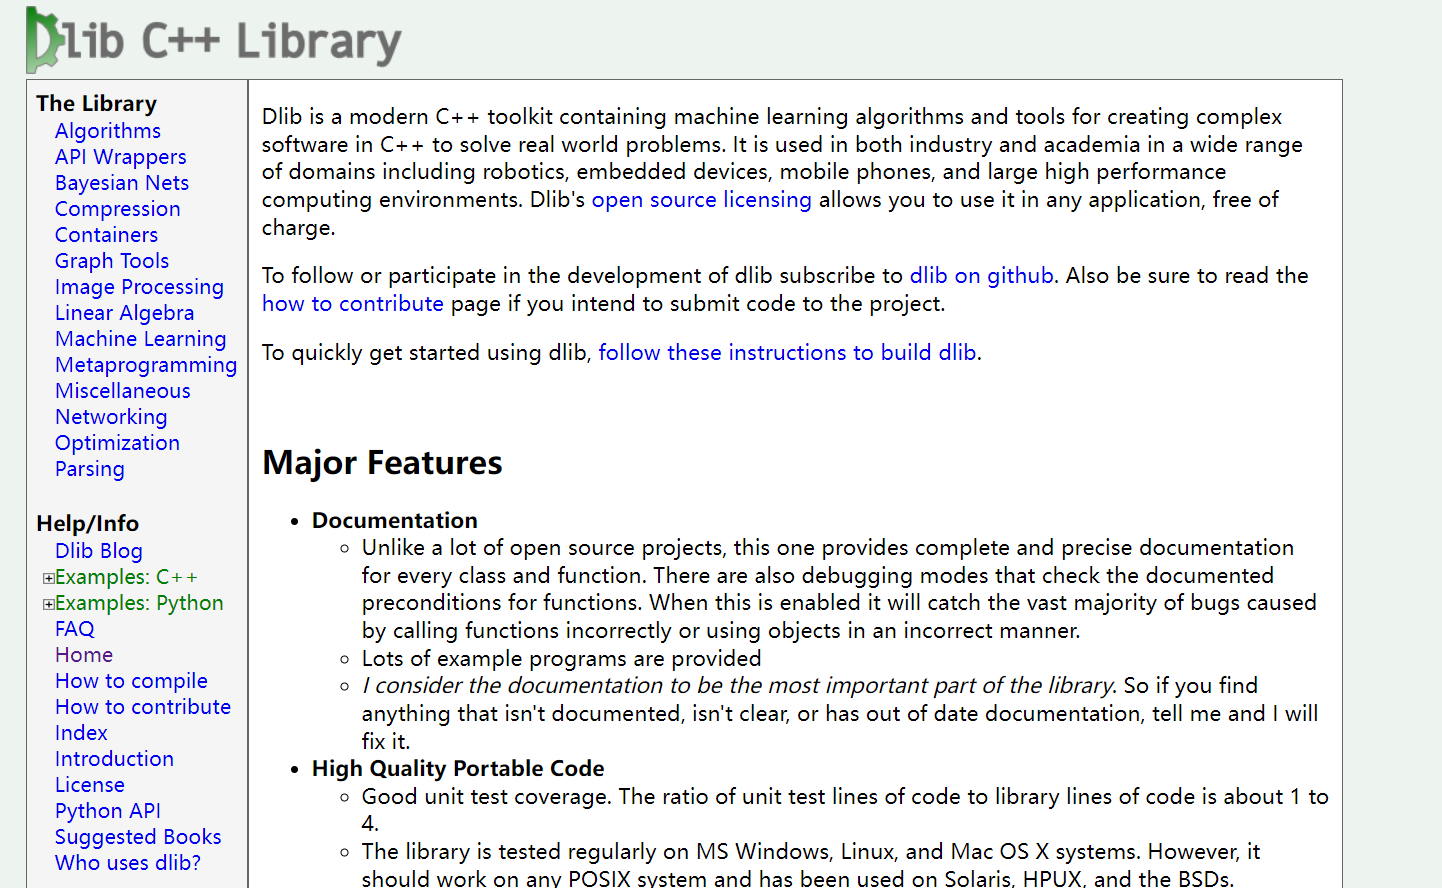 Dlib C++ Library
The Library
Algorithms
API Wrappers
Bayesian Nets
Compression
Containers
Graph Tools
Image Processing
Linear Algebra
Machine Learning
Metaprogramming
Miscellaneous
Networking
Optimization
Parsing
Help/Info
Dlib Blog
Examples: C++
Examples: Python
FAQ
Home
How to compile
How to contribute
Index
Introduction
License
Python API
Suggested Books
Who uses dlib?
Dlib is a modern C++ toolkit containing machine learning algorithms and tools for creating complex
software in C++ to solve real world problems. It is used in both industry and academia in a wide range
of domains including robotics, embedded devices, mobile phones, and large high performance
computing environments. Dlib's open source licensing allows you to use it in any application, free of
charge.
To follow or participate in the development of dlib subscribe to dlib on github. Also be sure to read the
how to contribute page if you intend to submit code to the project.
To quickly get started using dlib, follow these instructions to build dlib.
Major Features
• Documentation
◦ Unlike a lot of open source projects, this one provides complete and precise documentation
for every class and function. There are also debugging modes that check the documented
preconditions for functions. When this is enabled it will catch the vast majority of bugs caused
by calling functions incorrectly or using objects in an incorrect manner.
◦ Lots of example programs are provided
◦ I consider the documentation to be the most important part of the library. So if you find
anything that isn't documented, isn't clear, or has out of date documentation, tell me and I will
fix it.
• High Quality Portable Code
◦ Good unit test coverage. The ratio of unit test lines of code to library lines of code is about 1 to
4.
◦ The library is tested regularly on MS Windows, Linux, and Mac OS X systems. However, it
should work on any POSIX system and has been used on Solaris, HPUX, and the BSDs.